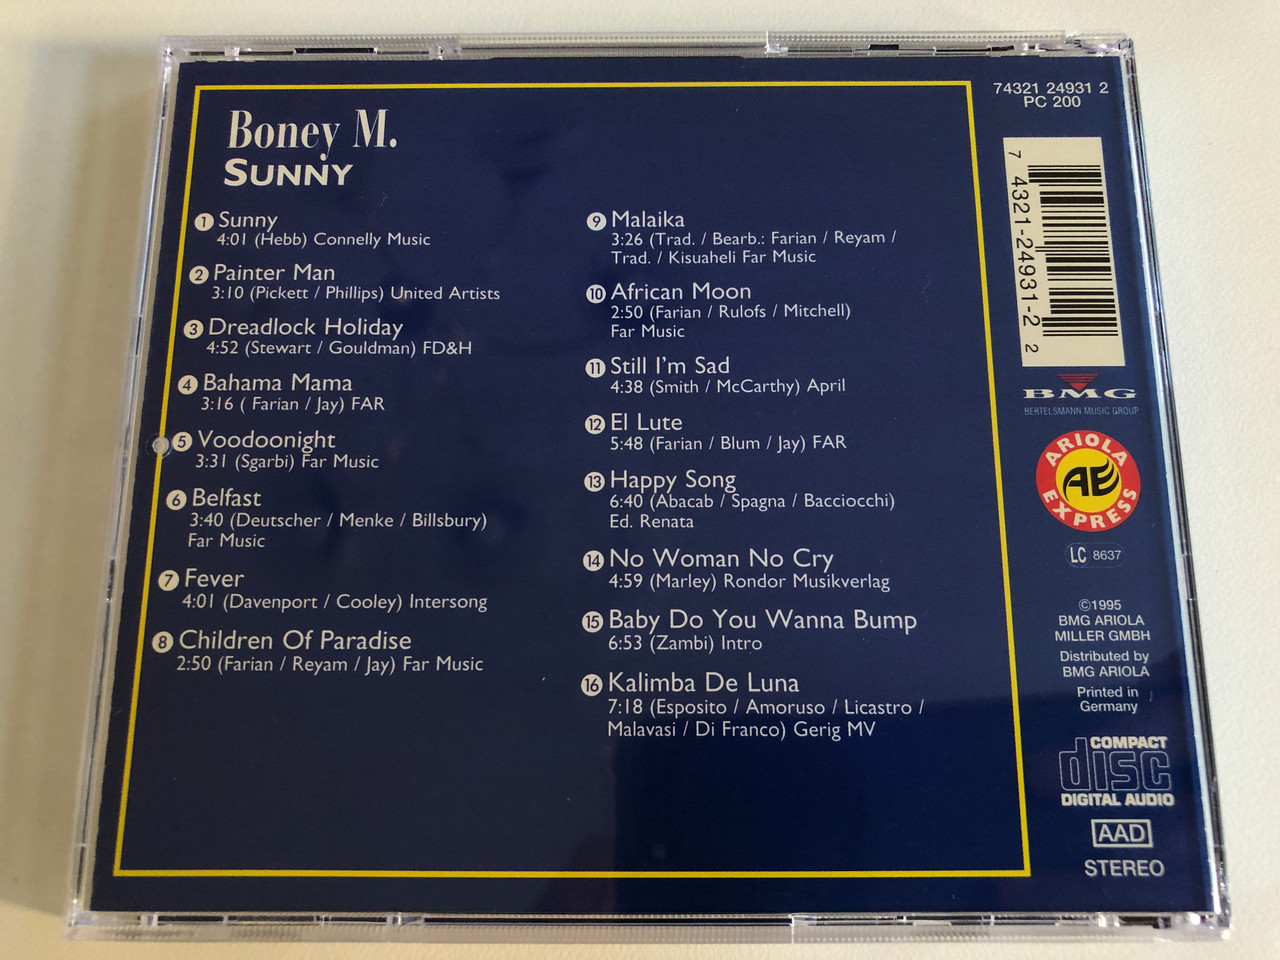 Boney M.
SUNNY
1 Sunny
4:01 (Hebb) Connelly Music
2 Painter Man
3:10 (Pickett / Phillips) United Artists
3 Dreadlock Holiday
4:52 (Stewart / Gouldman) FD&H
4 Bahama Mama
3:16 ( Farian / Jay) FAR
5 Voodoonight
3:31 (Sgarbi) Far Music
6 Belfast
3:40 (Deutscher / Menke / Billsbury)
Far Music
7 Fever
4:01 (Davenport / Cooley) Intersong
8 Children Of Paradise
2:50 (Farian / Reyam / Jay) Far Music
9 Malaika
3:26 (Trad. / Bearb.: Farian / Reyam /
Trad. / Kisuaheli Far Music
10 African Moon
2:50 (Farian / Rulofs / Mitchell)
Far Music
11 Still I'm Sad
4:38 (Smith / McCarthy) April
12 El Lute
5:48 (Farian / Blum / Jay) FAR
13 Happy Song
6:40 (Abacab / Spagna / Bacciocchi)
Ed. Renata
14 No Woman No Cry
4:59 (Marley) Rondor Musikverlag
15 Baby Do You Wanna Bump
6:53 (Zambi) Intro
16 Kalimba De Luna
7:18 (Esposito / Amoruso / Licastro /
Malavasi / Di Franco) Gerig MV
74321 24931 2
PC 200
7 4321-24931-2 2
BMG
BERTELSMANN MUSIC GROUP
ARIOLA
AE
EXPRESS
LC 8637
©1995
BMG ARIOLA
MILLER GMBH
Distributed by
BMG ARIOLA
Printed in
Germany
COMPACT
disc
DIGITAL AUDIO
AAD
STEREO